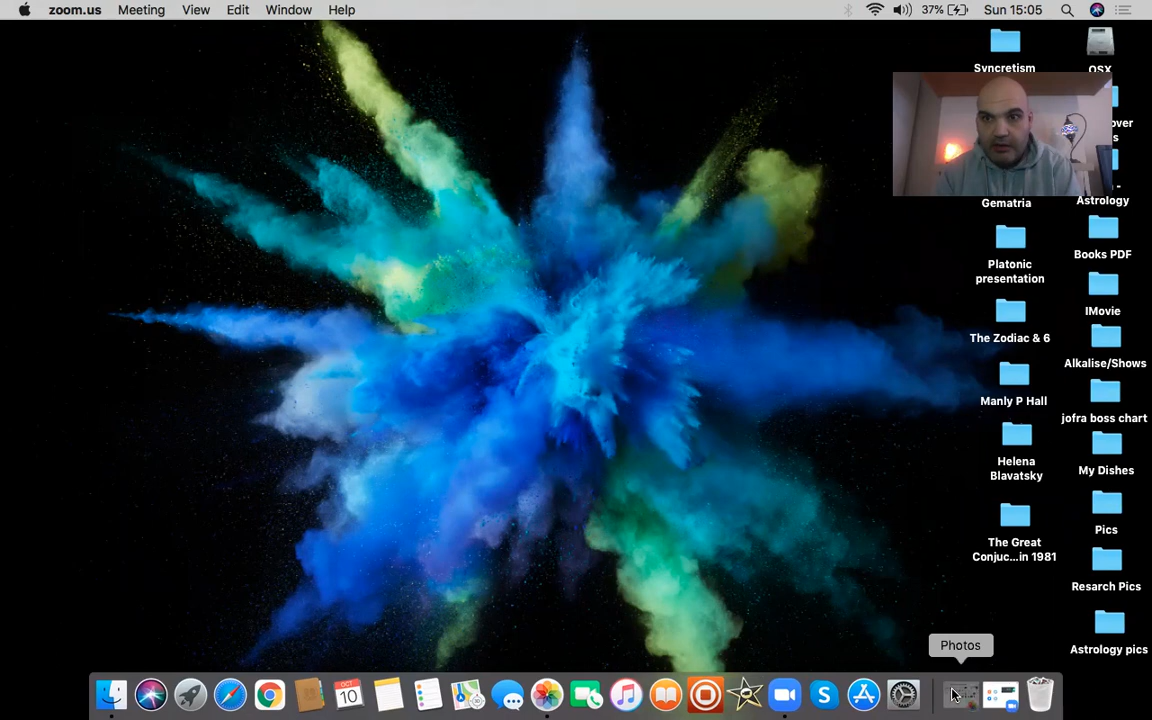 zoom.us Meeting View Edit Window Help 37% Sun 15:05
Syncretism
OSX
Gematria
Astrology
Platonic
presentation
Books PDF
The Zodiac & 6
IMovie
Manly P Hall
Alkalise/Shows
Helena
Blavatsky
jofra boss chart
The Great
Conjuc...in 1981
My Dishes
Pics
Resarch Pics
Astrology pics
Photos
OCT
10
S